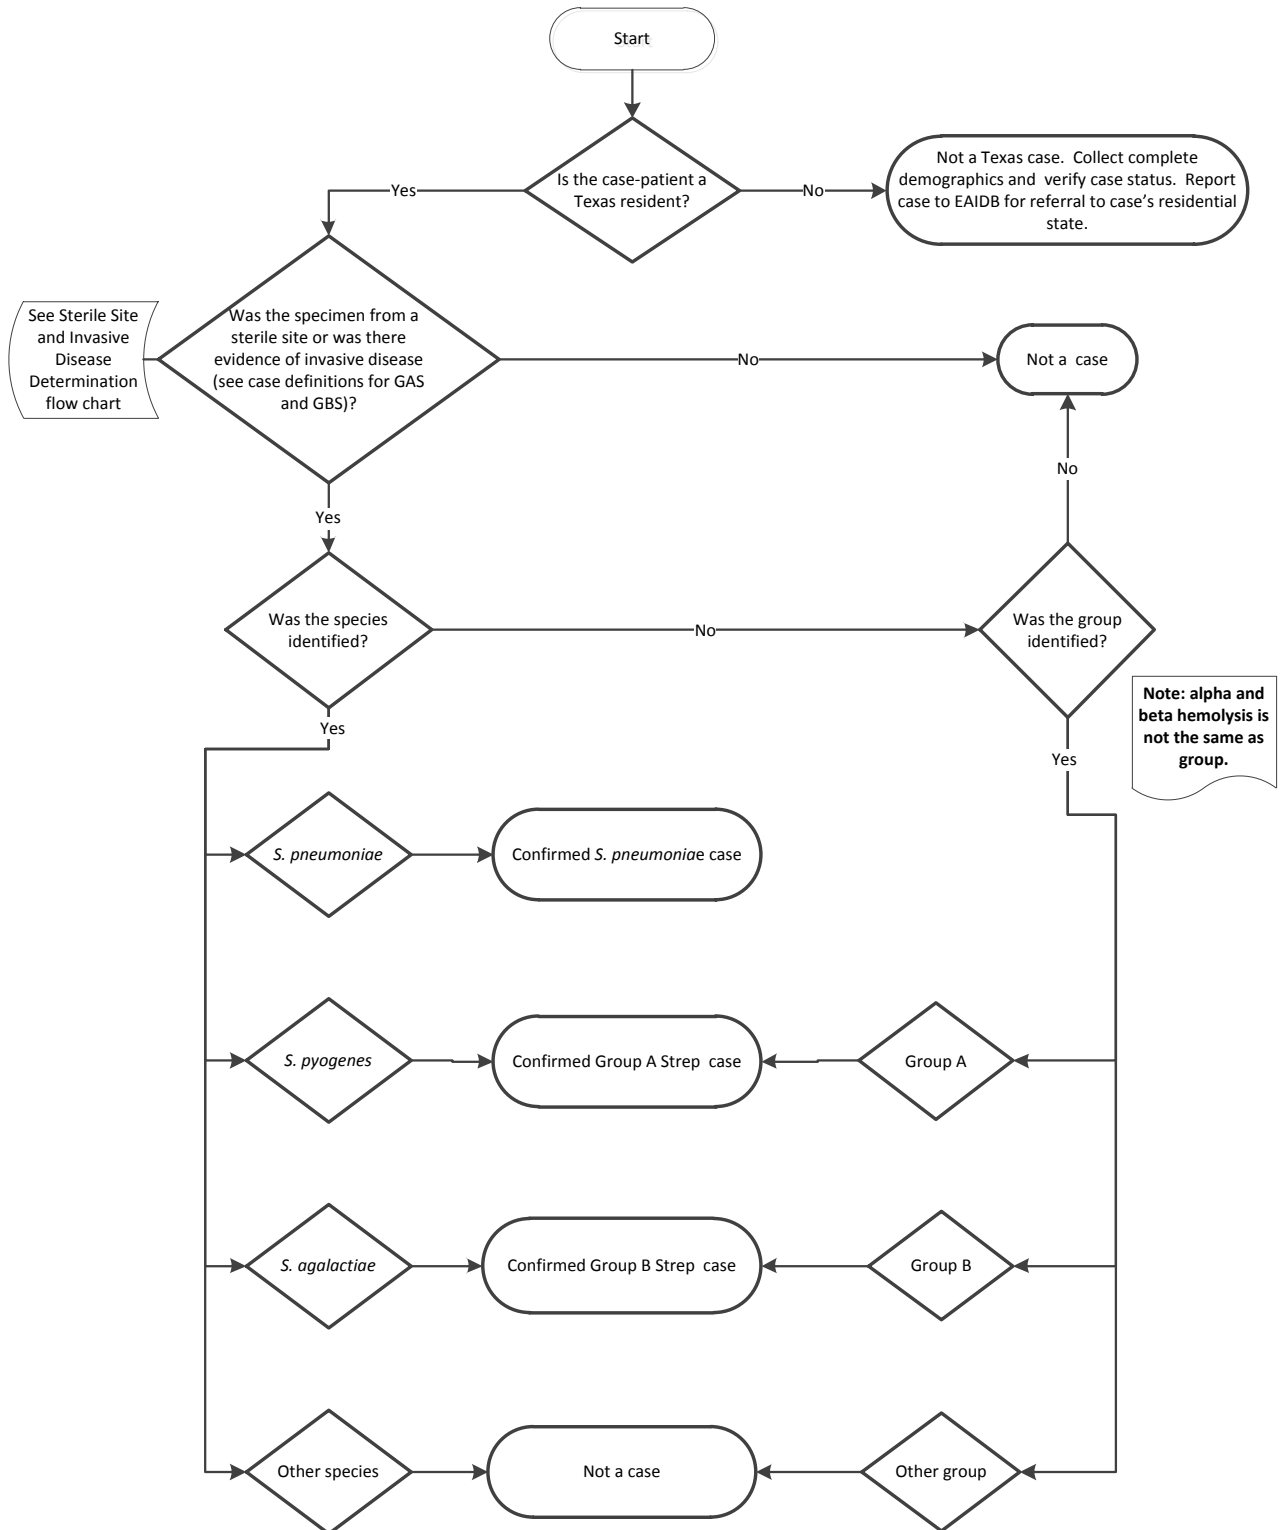 Start
Is the case-patient a
Texas resident?
Yes
No
Not a Texas case.  Collect complete
demographics and  verify case status.  Report
case to EAIDB for referral to case's residential
state.
See Sterile Site
and Invasive
Disease
Determination
flow chart
Was the specimen from a
sterile site or was there
evidence of invasive disease
(see case definitions for GAS
and GBS)?
No
Not a  case
No
Yes
Was the species
identified?
No
Was the group
identified?
Note: alpha and
beta hemolysis is
not the same as
group.
Yes
Yes
S. pneumoniae
Confirmed S. pneumoniae case
S. pyogenes
Confirmed Group A Strep  case
Group A
S. agalactiae
Confirmed Group B Strep  case
Group B
Other species
Not a case
Other group